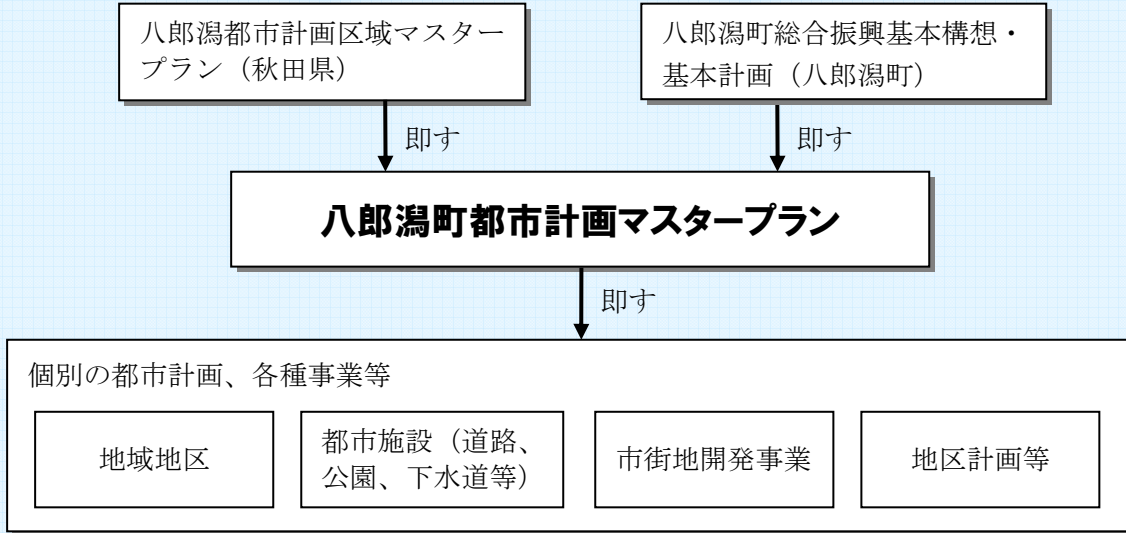 八郎潟都市計画区域マスター
プラン（秋田県）
八郎潟町総合振興基本構想・
基本計画（八郎潟町）
即す
即す
八郎潟町都市計画マスタープラン
即す
個別の都市計画、各種事業等
地域地区
都市施設（道路、
公園、下水道等）
市街地開発事業
地区計画等